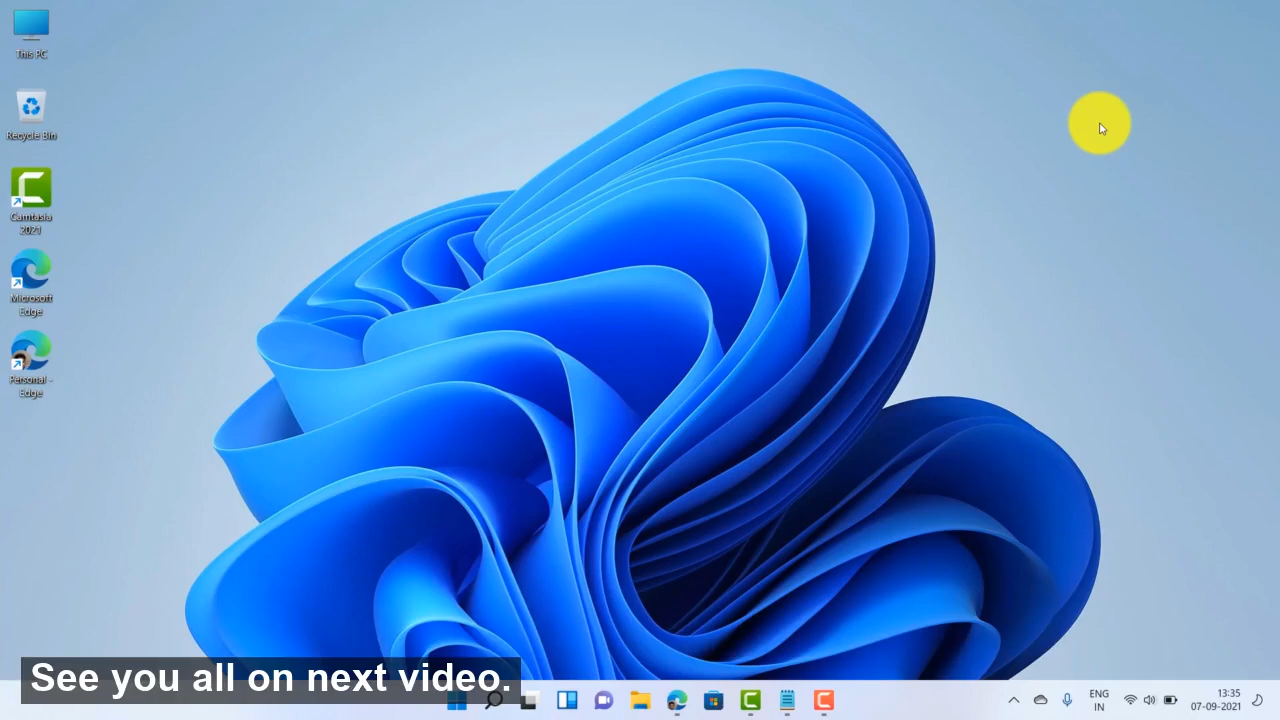 This PC
Recycle Bin
Camtasia
2021
Microsoft
Edge
Personal -
Edge
See you all on next video.
ENG
IN
13:35
07-09-2021